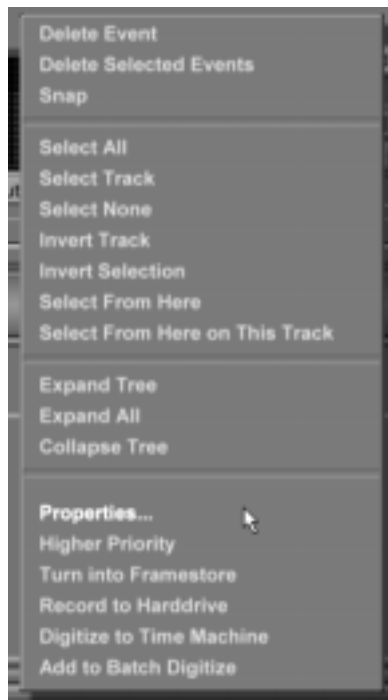 Delete Event
Delete Selected Events
Snap
Select All
Select Track
Select None
Invert Track
Invert Selection
Select From Here
Select From Here on This Track
Expand Tree
Expand All
Collapse Tree
Properties...
Higher Priority
Turn into Framestore
Record to Harddrive
Digitize to Time Machine
Add to Batch Digitize